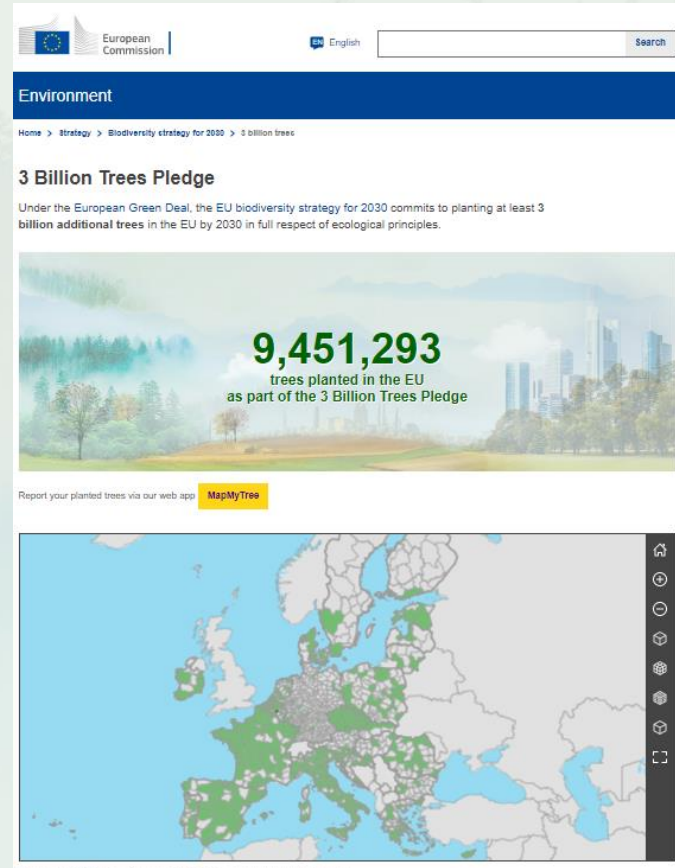 European
Commission
EN English
Search
Environment
Home > Strategy > Biodiversity strategy for 2030 > 3 billion trees
3 Billion Trees Pledge
Under the European Green Deal, the EU biodiversity strategy for 2030 commits to planting at least 3
billion additional trees in the EU by 2030 in full respect of ecological principles.
9,451,293
trees planted in the EU
as part of the 3 Billion Trees Pledge
Report your planted trees via our web app MapMyTree